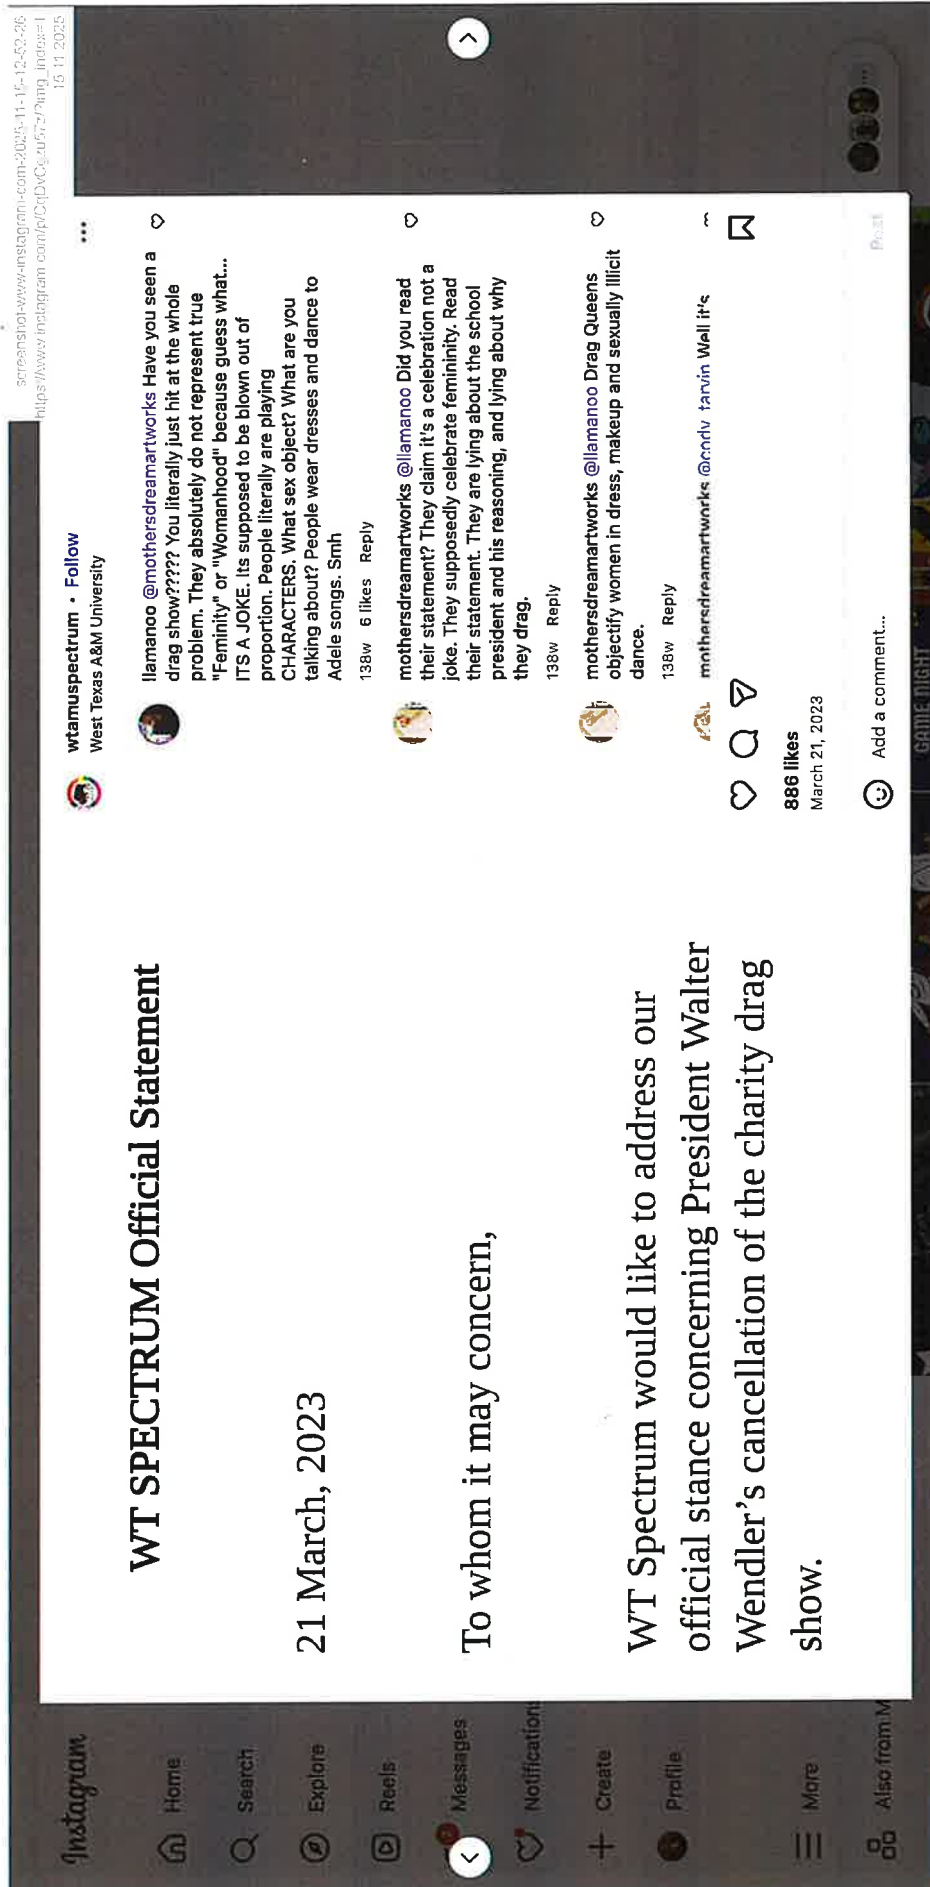 screenshot-www-instagram-com-2025-11-15-12-52-26
15 11 2025
Instagram
Home
Search
Explore
Reels
Messages
Notification
Create
Profile
More
Also from M
WT SPECTRUM Official Statement
21 March, 2023
To whom it may concern,
WT Spectrum would like to address our
official stance concerning President Walter
Wendler's cancellation of the charity drag
show.
wtamuspectrum • Follow
West Texas A&M University
llamanoo @mothersdreamartworks Have you seen a
drag show????? You literally just hit at the whole
problem. They absolutely do not represent true
"Feminity" or "Womanhood" because guess what...
ITS A JOKE. Its supposed to be blown out of
proportion. People literally are playing
CHARACTERS. What sex object? What are you
talking about? People wear dresses and dance to
Adele songs. Smh
138w 6 likes Reply
mothersdreamartworks @llamanoo Did you read
their statement? They claim it's a celebration not a
joke. They supposedly celebrate femininity. Read
their statement. They are lying about the school
president and his reasoning, and lying about why
they drag.
138w Reply
mothersdreamartworks @llamanoo Drag Queens
objectify women in dress, makeup and sexually illicit
dance.
138w Reply
mothersdreamartworks @cody_tarvin Well it's
886 likes
March 21, 2023
Add a comment...
Post
GAME NIGHT